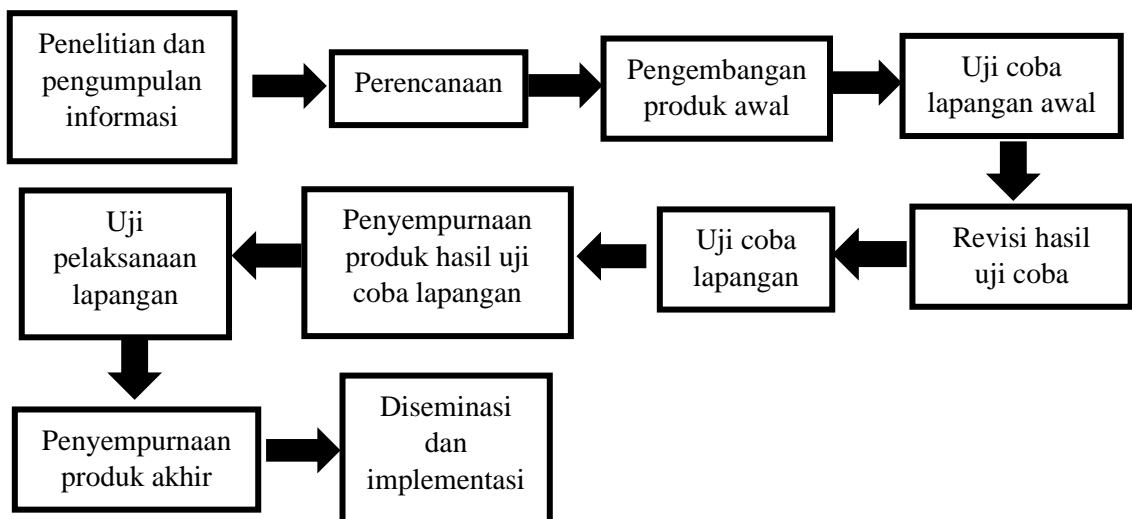 Penelitian dan
pengumpulan
informasi
Perencanaan
Pengembangan
produk awal
Uji coba
lapangan awal
Revisi hasil
uji coba
Uji coba
lapangan
Penyempurnaan
produk hasil uji
coba lapangan
Uji
pelaksanaan
lapangan
Penyempurnaan
produk akhir
Diseminasi
dan
implementasi